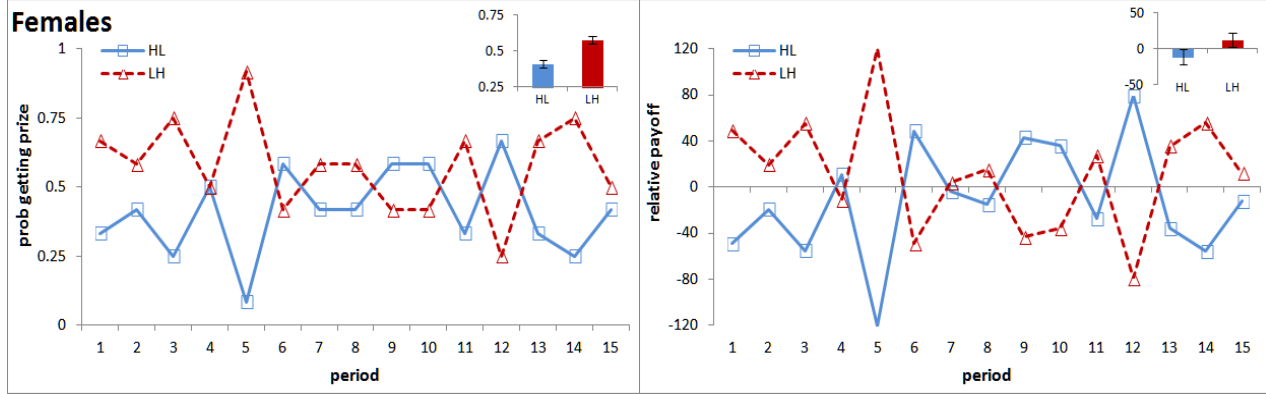 Females
prob getting prize
1
0.75
0.5
0.25
0
HL
LH
0.75
0.5
0.25
HL
LH
1 2 3 4 5 6 7 8 9 10 11 12 13 14 15
period
relative payoff
120
80
40
0
-40
-80
-120
HL
LH
50
0
-50
HL
LH
1 2 3 4 5 6 7 8 9 10 11 12 13 14 15
period